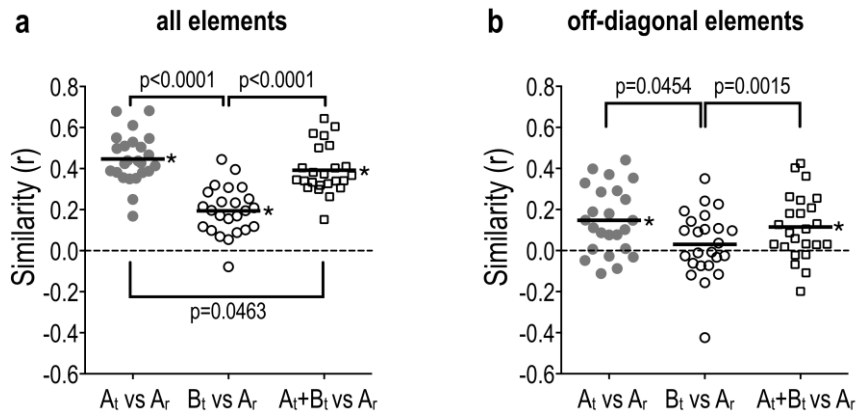 a
all elements
p<0.0001 p<0.0001
Similarity (r)
0.8
0.6
0.4
0.2
0.0
-0.2
-0.4
-0.6
*
*
*
p=0.0463
At vs Ar Bt vs Ar At+Bt vs Ar
b
off-diagonal elements
p=0.0454 p=0.0015
Similarity (r)
0.8
0.6
0.4
0.2
0.0
-0.2
-0.4
-0.6
*
*
At vs Ar Bt vs Ar At+Bt vs Ar